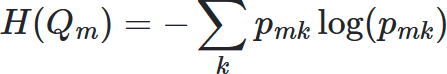 H(Q_m) = -\sum_k p_{mk} \log(p_{mk})